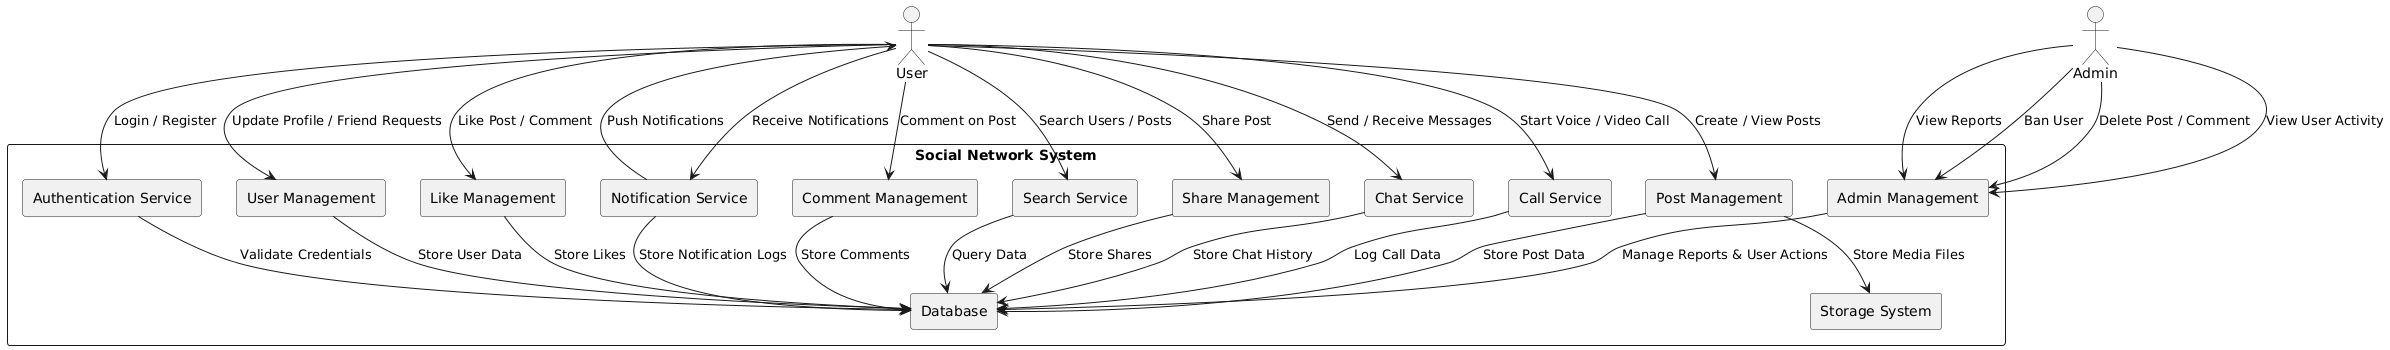 User
Admin
Login / Register
Update Profile / Friend Requests
Like Post / Comment
Push Notifications
Receive Notifications
Comment on Post
Search Users / Posts
Share Post
Send / Receive Messages
Start Voice / Video Call
Create / View Posts
View Reports
Ban User
Delete Post / Comment
View User Activity
Social Network System
Authentication Service
User Management
Like Management
Notification Service
Comment Management
Search Service
Share Management
Chat Service
Call Service
Post Management
Admin Management
Validate Credentials
Store User Data
Store Likes
Store Notification Logs
Store Comments
Query Data
Store Shares
Store Chat History
Log Call Data
Store Post Data
Manage Reports & User Actions
Store Media Files
Database
Storage System